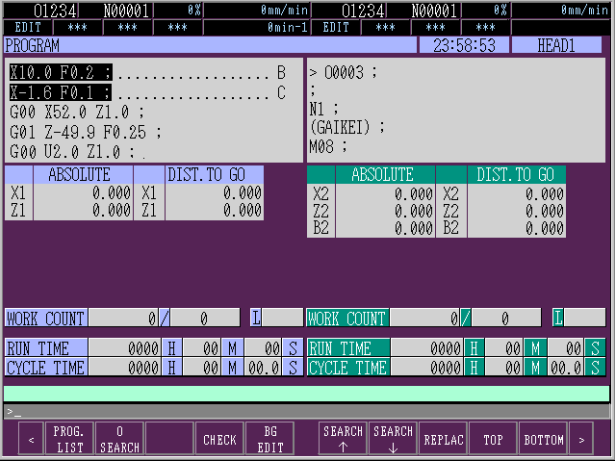 01234 N00001 0% 0mm/min 01234 N00001 0% 0mm/min
EDIT *** *** *** 0min-1 EDIT *** *** ***
PROGRAM 23:58:53 HEAD1
X10.0 F0.2 ; ................... B
X-1.6 F0.1 ; ................... C
G00 X52.0 Z1.0 ;
G01 Z-49.9 F0.25 ;
G00 U2.0 Z1.0 ;
> O0003 ;
;
N1 ;
(GAIKEI) ;
M08 ;
ABSOLUTE DIST.TO GO
X1 0.000 X1 0.000
Z1 0.000 Z1 0.000
ABSOLUTE DIST.TO GO
X2 0.000 X2 0.000
Z2 0.000 Z2 0.000
B2 0.000 B2 0.000
WORK COUNT 0 / 0 L WORK COUNT 0 / 0 L
RUN TIME 0000 H 00 M 00 S RUN TIME 0000 H 00 M 00 S
CYCLE TIME 0000 H 00 M 00.0 S CYCLE TIME 0000 H 00 M 00.0 S
>_
< PROG. LIST O SEARCH CHECK BG EDIT SEARCH ↑ SEARCH ↓ REPLAC TOP BOTTOM >